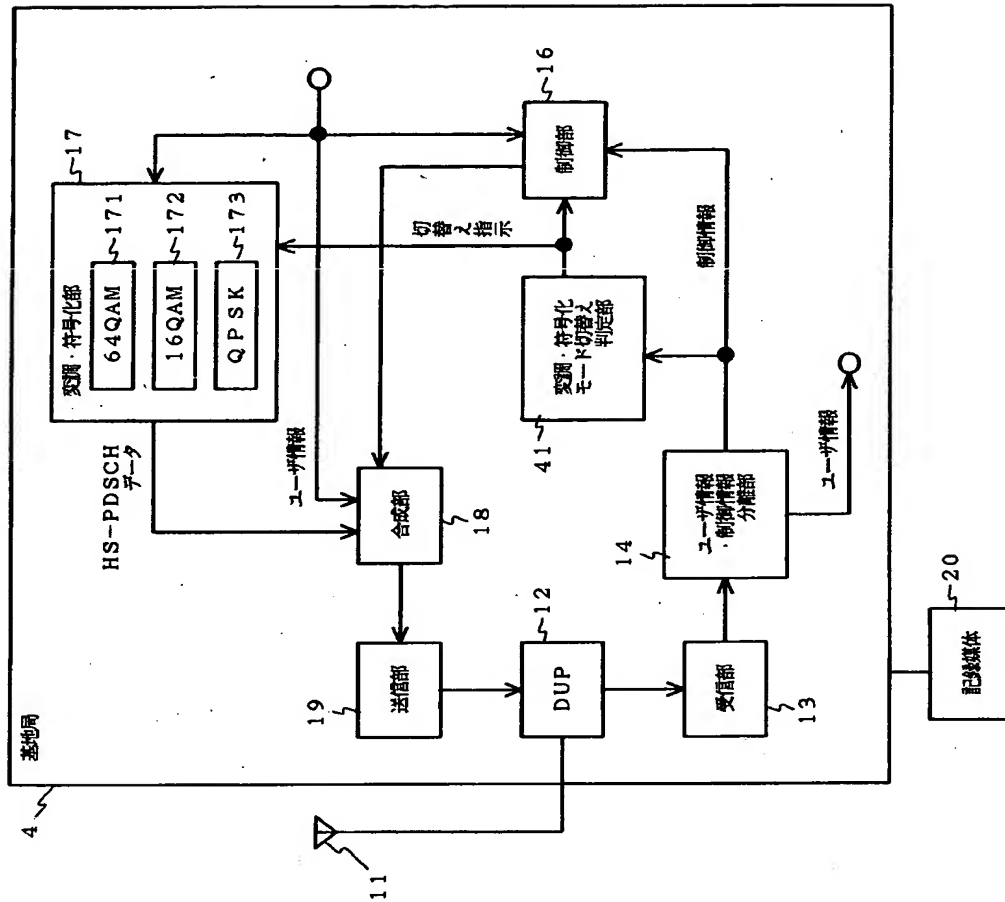 基地局
4
11
変調・符号化部
17
64QAM
171
16QAM
172
QPSK
173
HS-PDSCH
データ
ユーザ情報
切替え指示
制御部
16
制御情報
合成部
18
変調・符号化
モード切替え
判定部
41
送信部
19
DUP
12
受信部
13
ユーザ情報
・制御情報
分離部
14
ユーザ情報
記録媒体
20